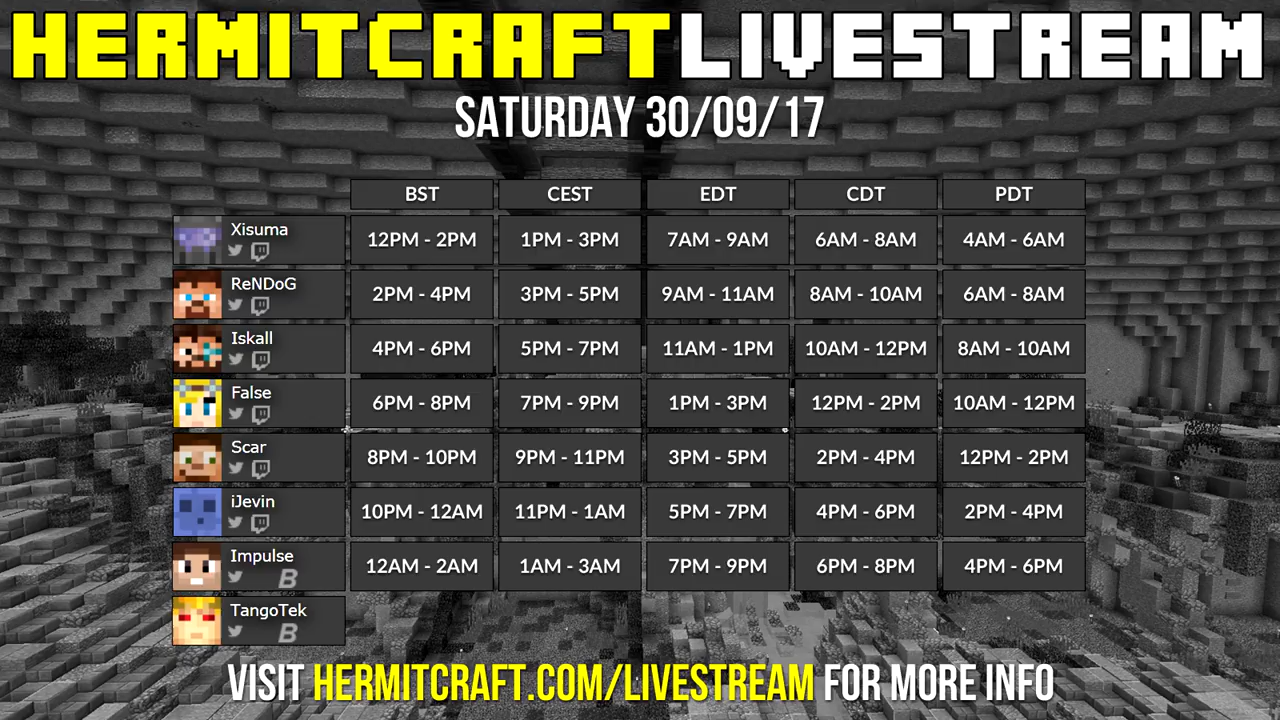 HERMITCRAFTLIVESTREAM
SATURDAY 30/09/17
BST CEST EDT CDT PDT
Xisuma 12PM - 2PM 1PM - 3PM 7AM - 9AM 6AM - 8AM 4AM - 6AM
ReNDoG 2PM - 4PM 3PM - 5PM 9AM - 11AM 8AM - 10AM 6AM - 8AM
Iskall 4PM - 6PM 5PM - 7PM 11AM - 1PM 10AM - 12PM 8AM - 10AM
False 6PM - 8PM 7PM - 9PM 1PM - 3PM 12PM - 2PM 10AM - 12PM
Scar 8PM - 10PM 9PM - 11PM 3PM - 5PM 2PM - 4PM 12PM - 2PM
iJevin 10PM - 12AM 11PM - 1AM 5PM - 7PM 4PM - 6PM 2PM - 4PM
Impulse B 12AM - 2AM 1AM - 3AM 7PM - 9PM 6PM - 8PM 4PM - 6PM
TangoTek B
VISIT HERMITCRAFT.COM/LIVESTREAM FOR MORE INFO